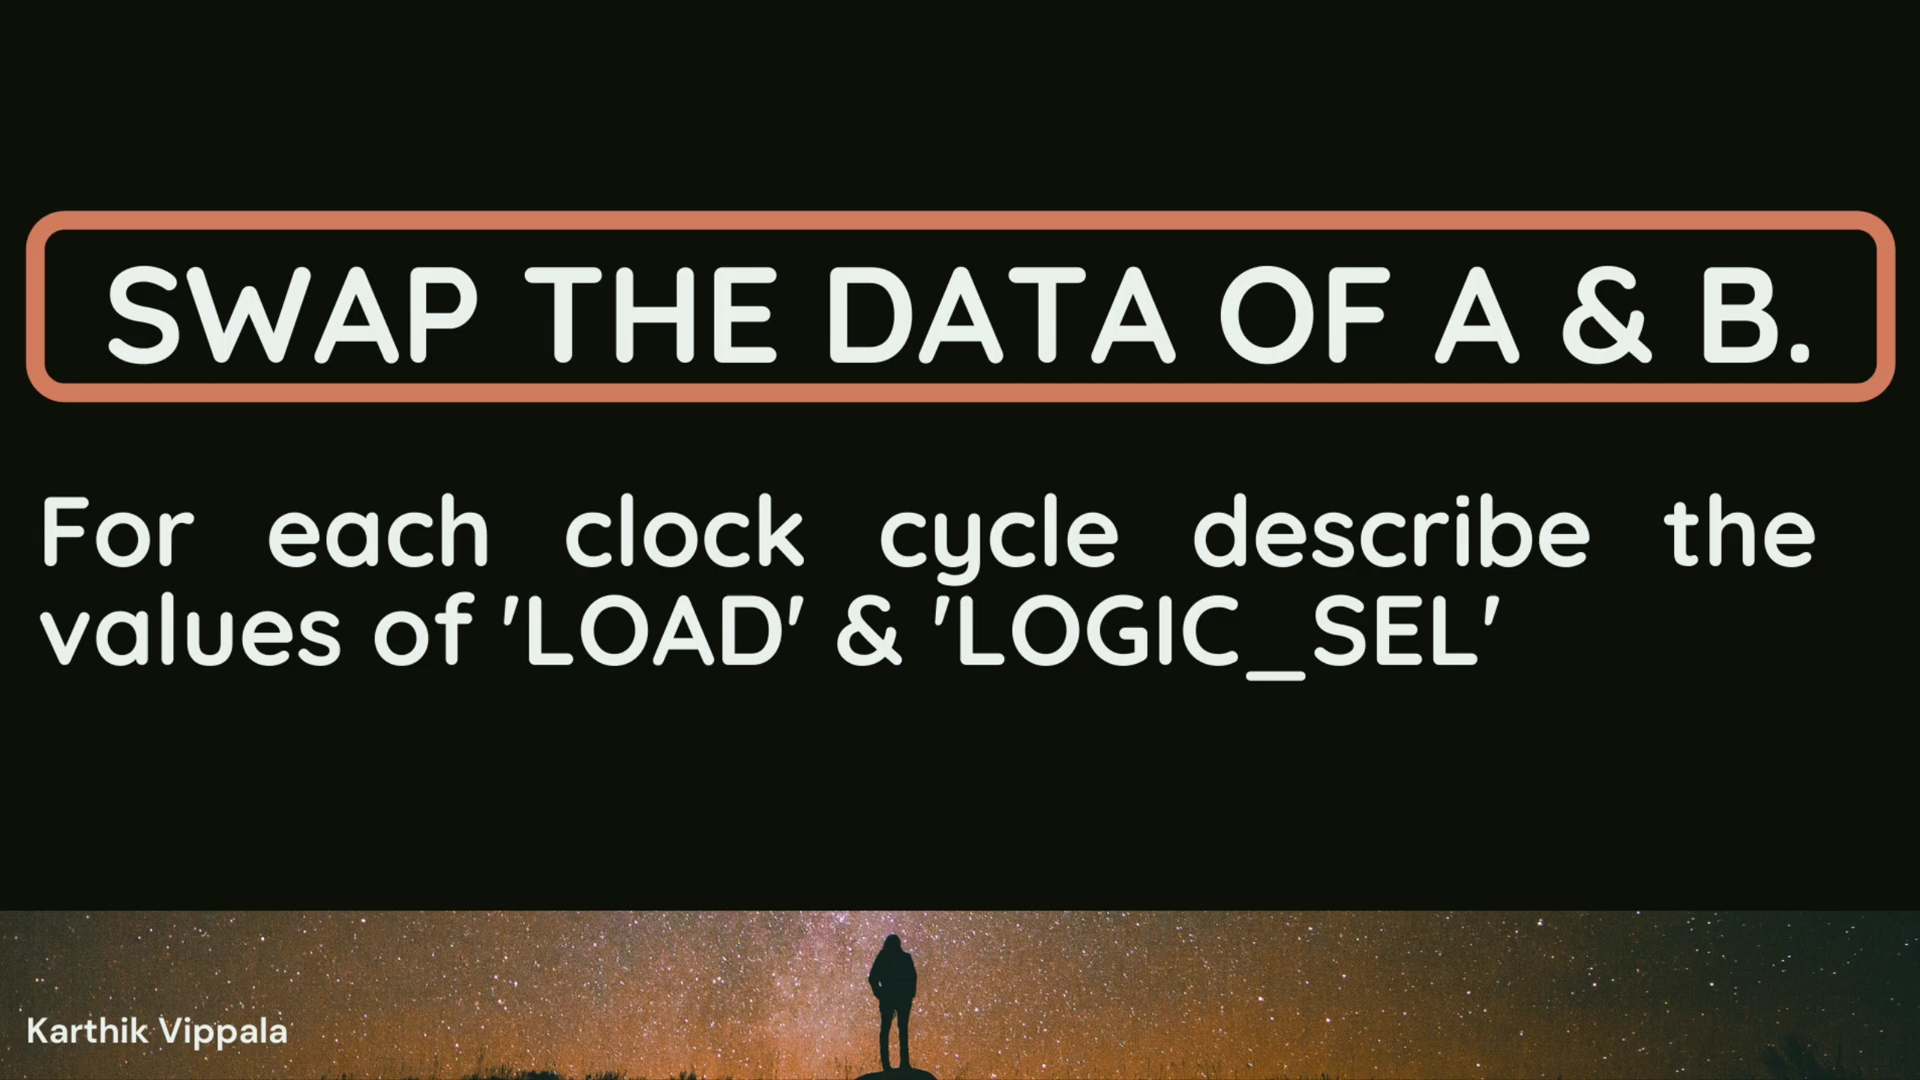 SWAP THE DATA OF A & B.
For each clock cycle describe the
values of 'LOAD' & 'LOGIC_SEL'
Karthik Vippala